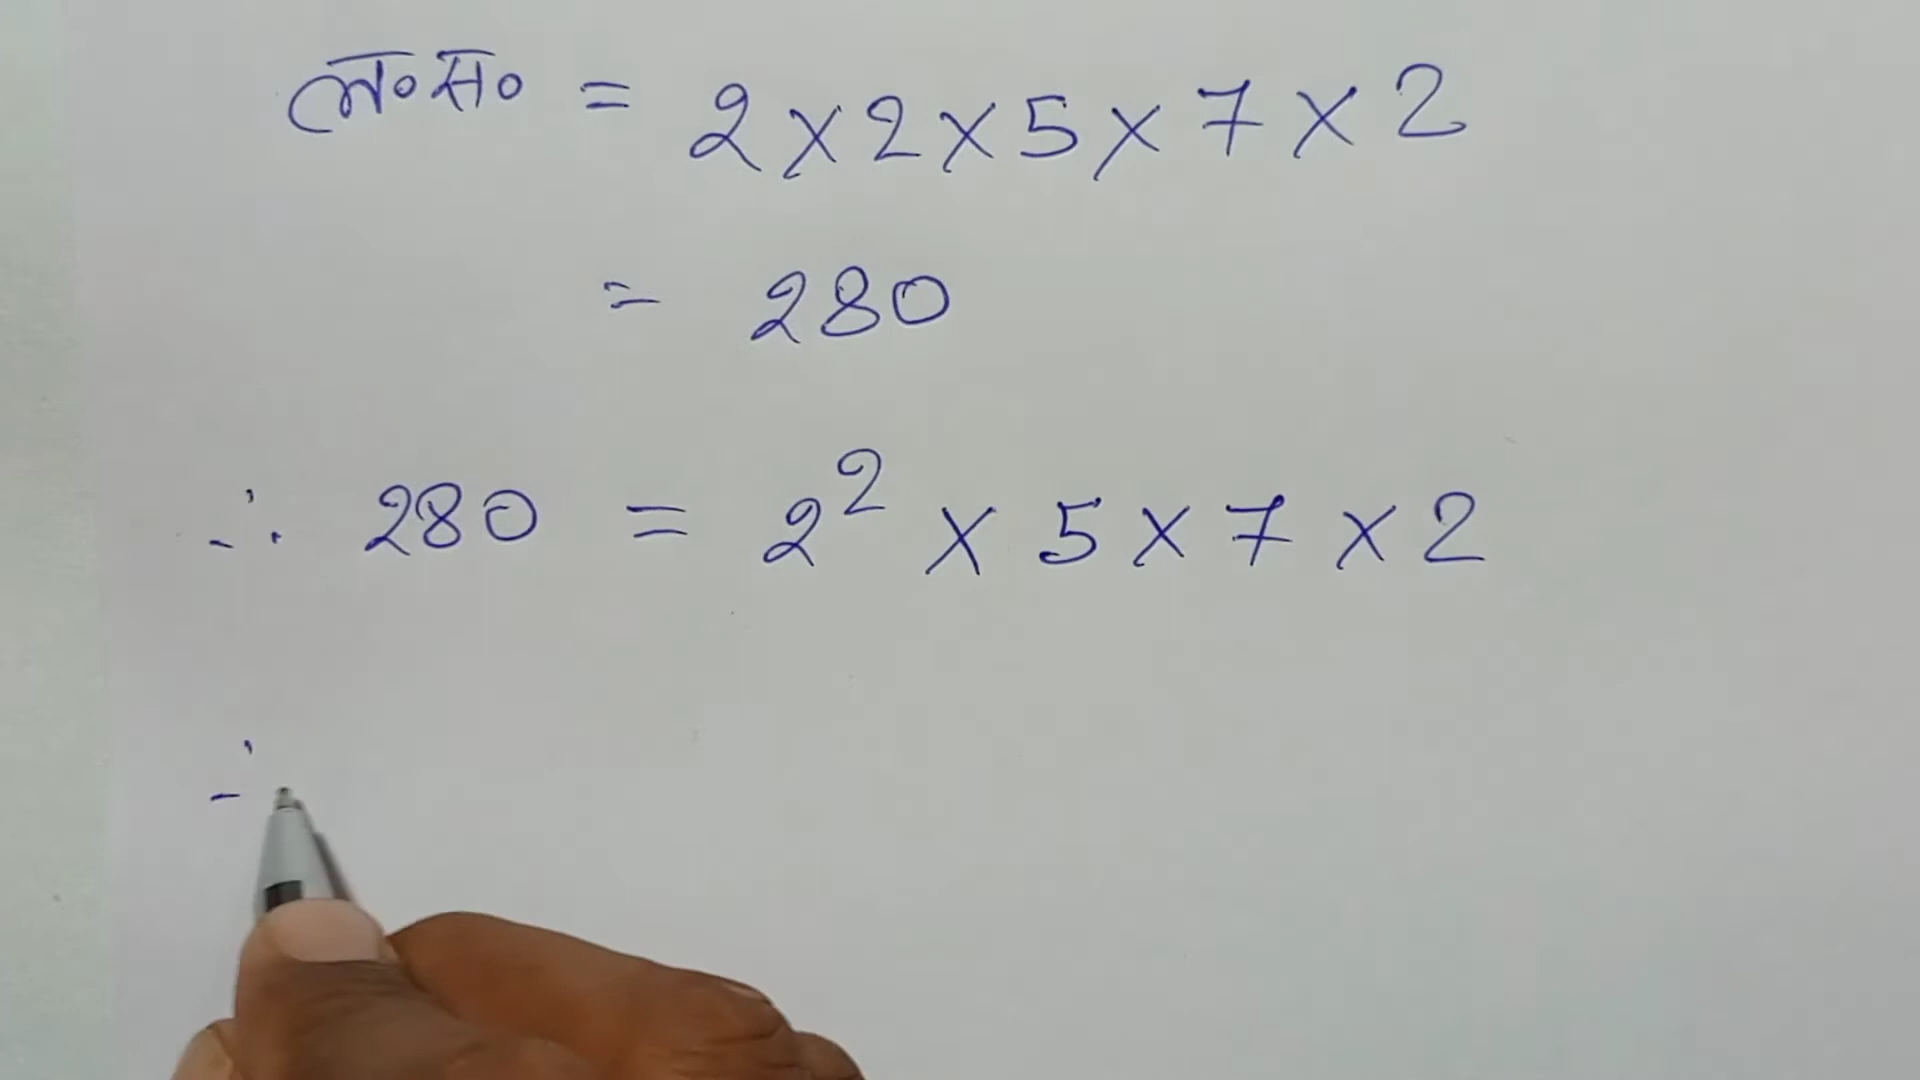 ल॰स॰ = 2 × 2 × 5 × 7 × 2
= 280
∴ 280 = 2² × 5 × 7 × 2
∴